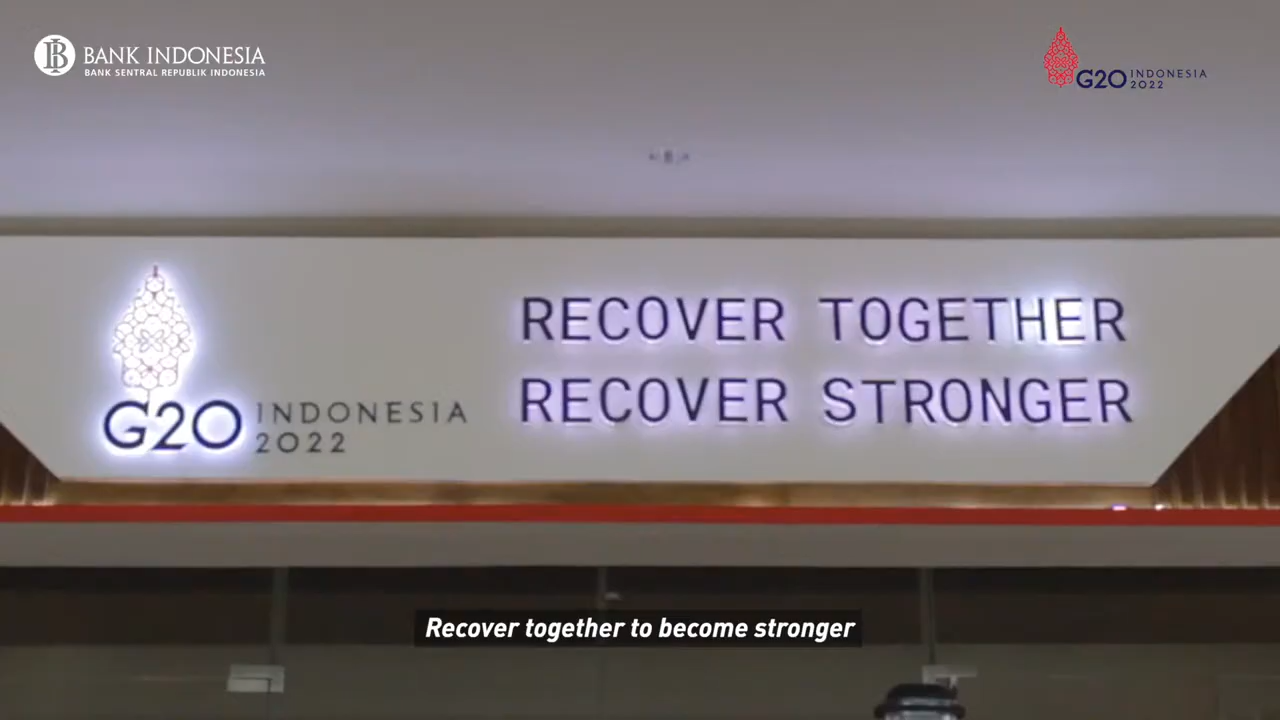 BANK INDONESIA
BANK SENTRAL REPUBLIK INDONESIA
G20 INDONESIA
2022
RECOVER TOGETHER
RECOVER STRONGER
G20 INDONESIA
2022
Recover together to become stronger